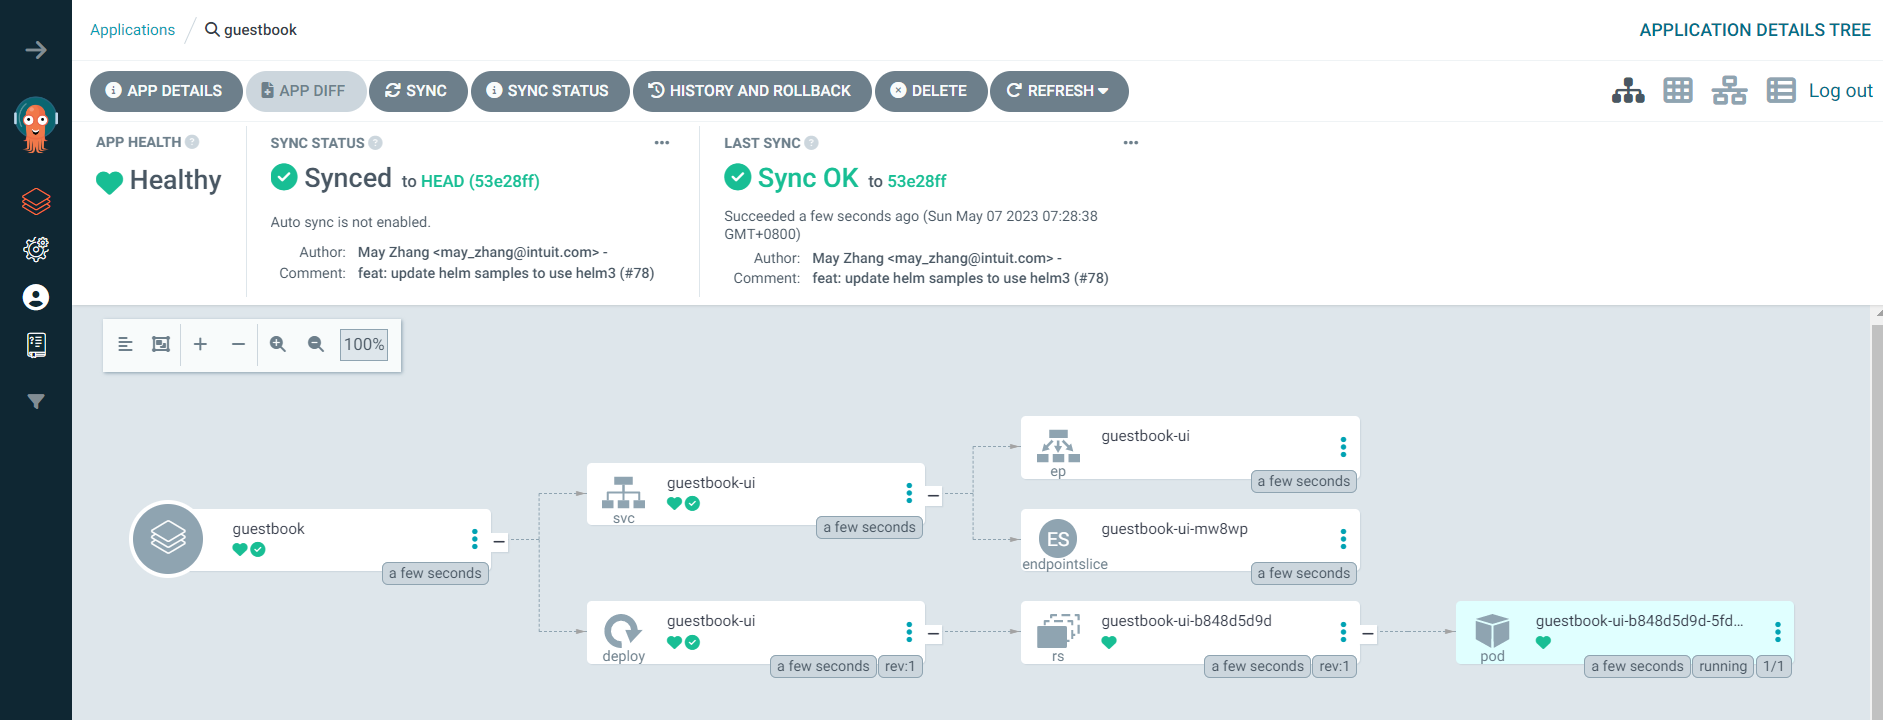 Applications / guestbook
APPLICATION DETAILS TREE
APP DETAILS
APP DIFF
SYNC
SYNC STATUS
HISTORY AND ROLLBACK
DELETE
REFRESH
Log out
APP HEALTH ?
Healthy
SYNC STATUS ?
Synced to HEAD (53e28ff)
Auto sync is not enabled.
Author: May Zhang <may_zhang@intuit.com> -
Comment: feat: update helm samples to use helm3 (#78)
LAST SYNC ?
Sync OK to 53e28ff
Succeeded a few seconds ago (Sun May 07 2023 07:28:38
GMT+0800)
Author: May Zhang <may_zhang@intuit.com> -
Comment: feat: update helm samples to use helm3 (#78)
100%
guestbook
a few seconds
guestbook-ui
svc
a few seconds
guestbook-ui
deploy
a few seconds
rev:1
guestbook-ui
ep
a few seconds
guestbook-ui-mw8wp
ES
endpointslice
a few seconds
guestbook-ui-b848d5d9d
rs
a few seconds
rev:1
guestbook-ui-b848d5d9d-5fd...
pod
a few seconds
running
1/1